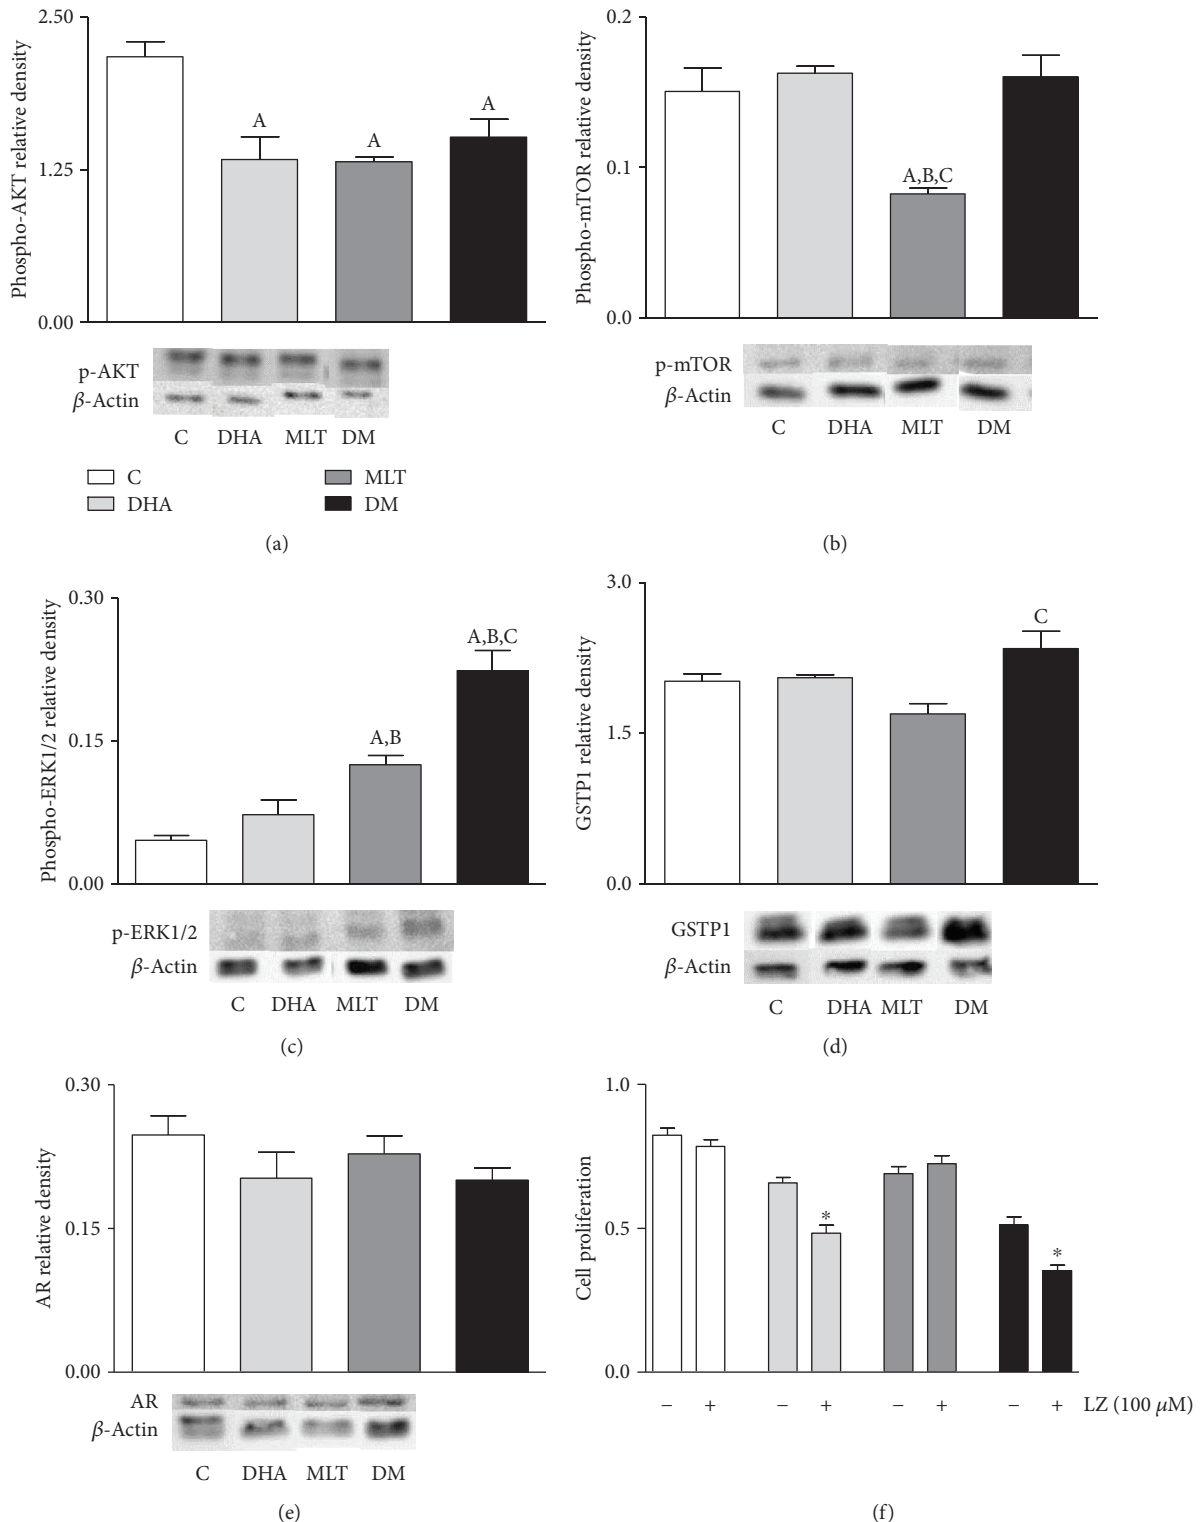 2.50
1.25
0.00
Phospho-AKT relative density
A
A
A
p-AKT
β-Actin
C DHA MLT DM
C
DHA
MLT
DM
(a)
0.2
0.1
0.0
Phospho-mTOR relative density
A,B,C
p-mTOR
β-Actin
C DHA MLT DM
(b)
0.30
0.15
0.00
Phospho-ERK1/2 relative density
A,B
A,B,C
p-ERK1/2
β-Actin
C DHA MLT DM
(c)
3.0
1.5
0.0
GSTP1 relative density
C
GSTP1
β-Actin
C DHA MLT DM
(d)
0.30
0.15
0.00
AR relative density
AR
β-Actin
C DHA MLT DM
(e)
1.0
0.5
0.0
Cell proliferation
*
*
− + − + − + − + LZ (100 μM)
(f)